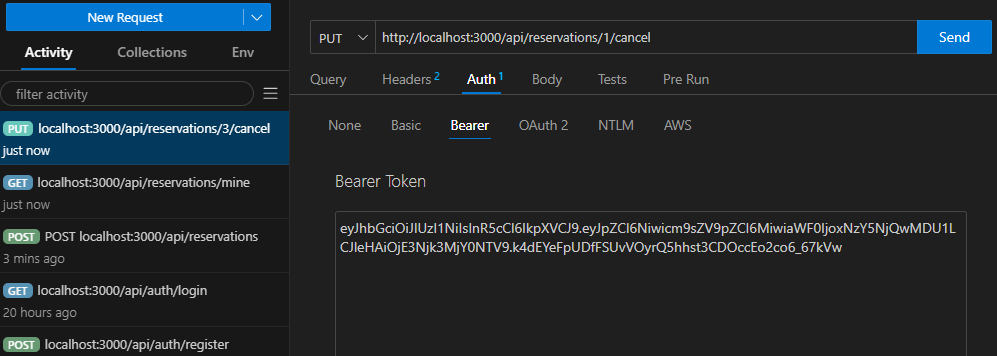 New Request
Activity Collections Env
filter activity
PUT localhost:3000/api/reservations/3/cancel
just now
GET localhost:3000/api/reservations/mine
just now
POST POST localhost:3000/api/reservations
3 mins ago
GET localhost:3000/api/auth/login
20 hours ago
POST localhost:3000/api/auth/register
PUT http://localhost:3000/api/reservations/1/cancel Send
Query Headers 2 Auth 1 Body Tests Pre Run
None Basic Bearer OAuth 2 NTLM AWS
Bearer Token
eyJhbGciOiJIUzI1NiIsInR5cCI6IkpXVCJ9.eyJpZCI6Niwicm9sZV9pZCI6MiwiaWF0IjoxNzY5NjQwMDU1L
CJleHAiOjE3Njk3MjY0NTV9.k4dEYeFpUDfFSUvVOyrQ5hhst3CDOccEo2co6_67kVw